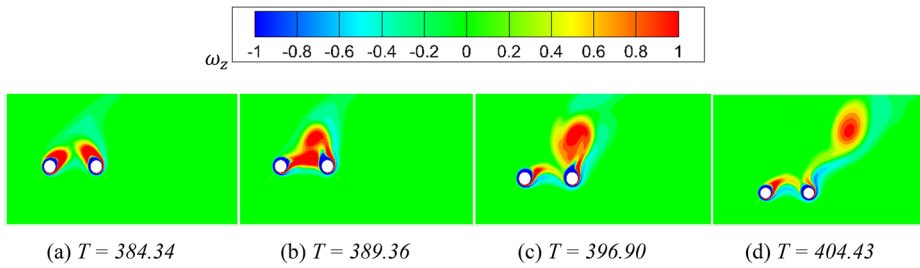 -1 -0.8 -0.6 -0.4 -0.2 0 0.2 0.4 0.6 0.8 1
ω_z
(a) T = 384.34 (b) T = 389.36 (c) T = 396.90 (d) T = 404.43